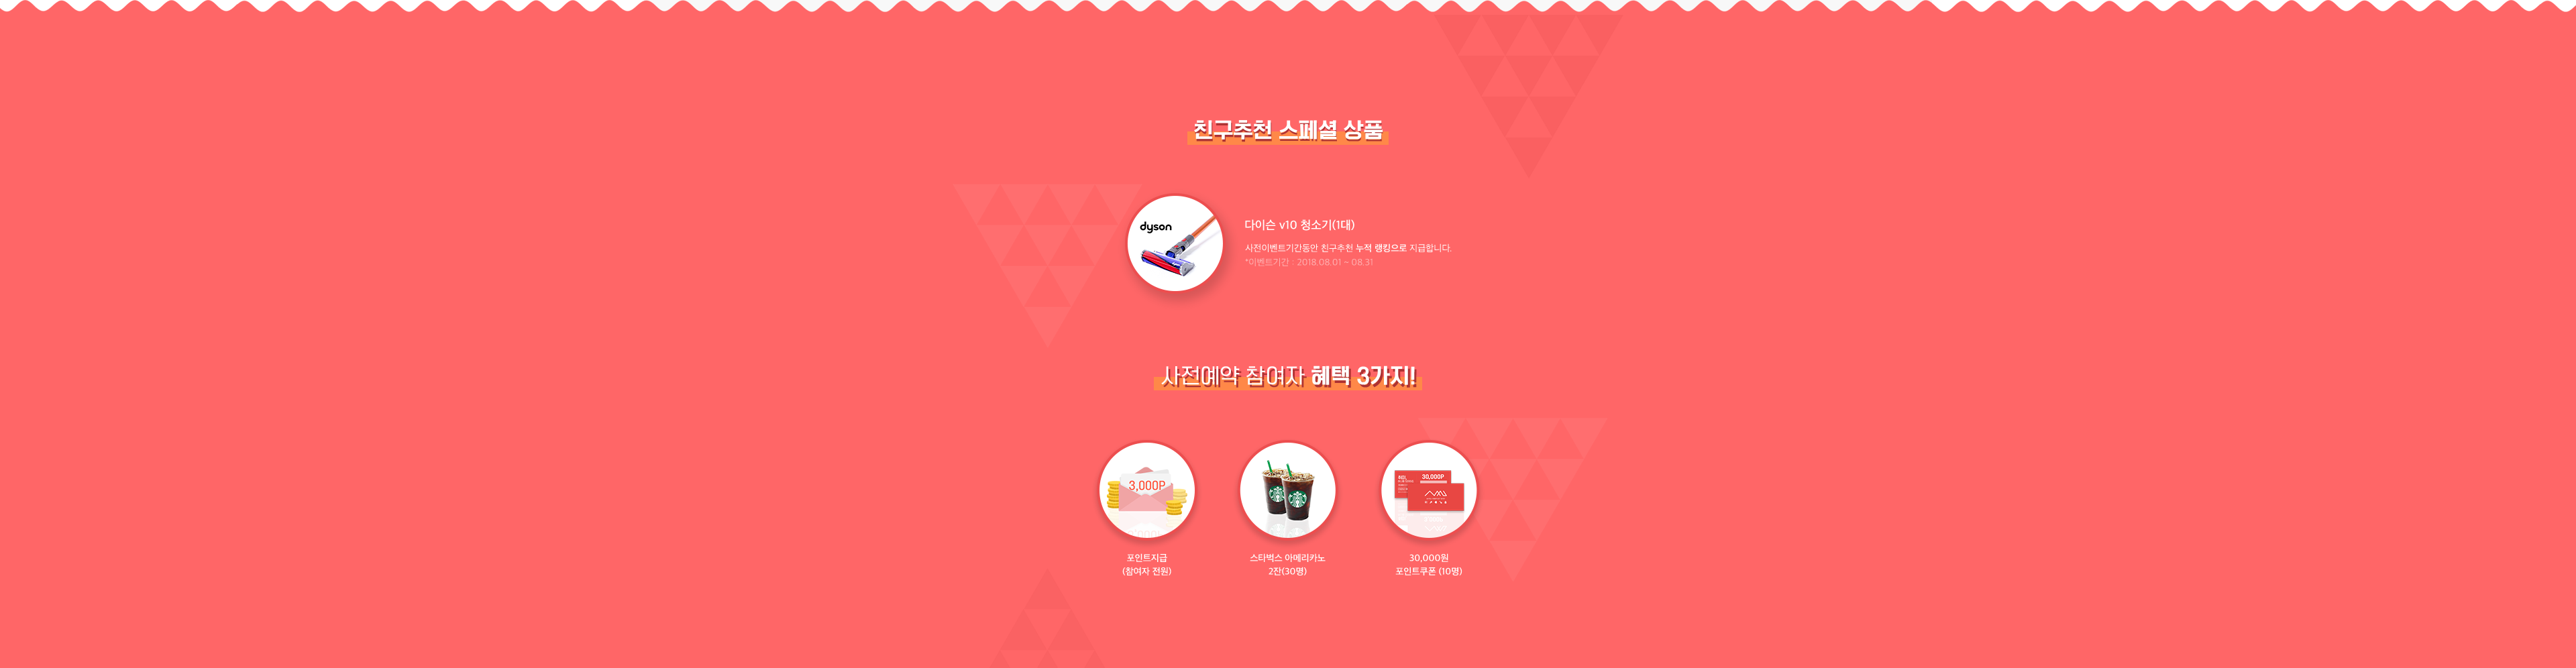 친구추천 스페셜 상품
dyson
다이슨 v10 청소기(1대)
사전이벤트기간동안 친구추천 누적 랭킹으로 지급합니다.
*이벤트기간 : 2018.08.01 ~ 08.31
사전예약 참여자 혜택 3가지!
3,000P
30,000P
포인트지급
(참여자 전원)
스타벅스 아메리카노
2잔(30명)
30,000원
포인트쿠폰 (10명)